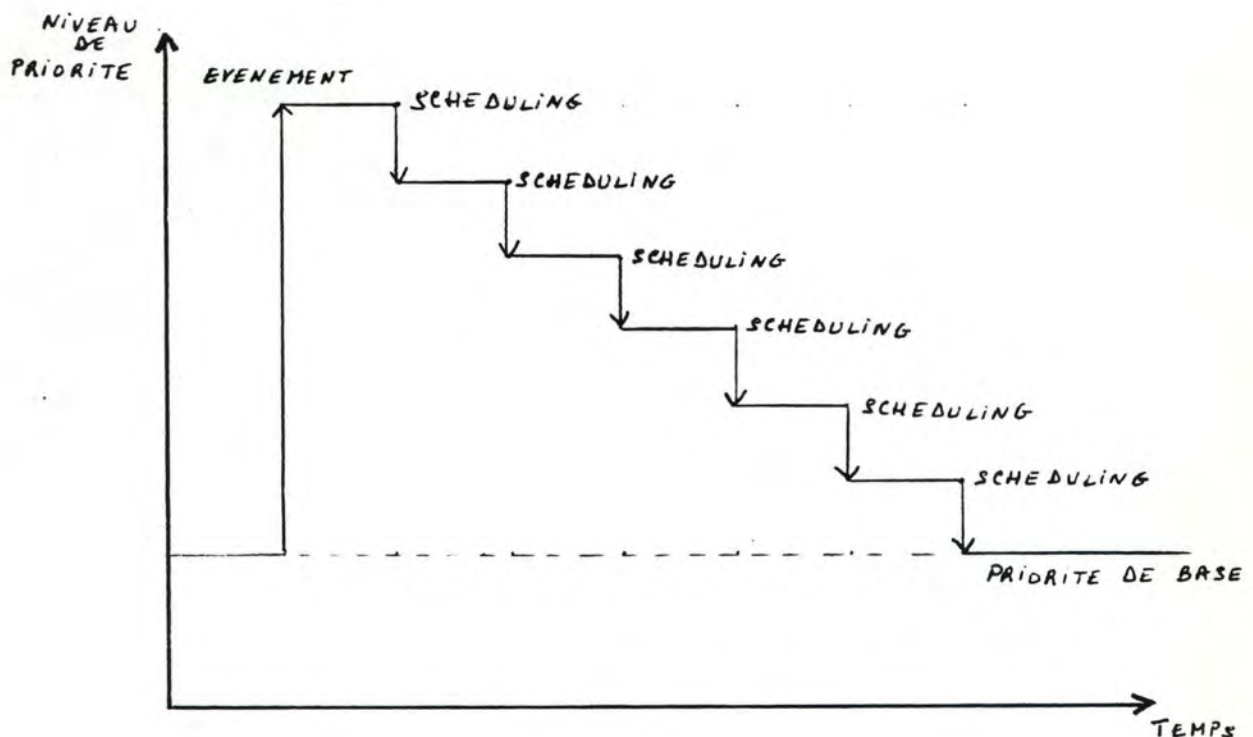 NIVEAU
DE
PRIORITE
EVENEMENT
SCHEDULING
SCHEDULING
SCHEDULING
SCHEDULING
SCHEDULING
SCHEDULING
PRIORITE DE BASE
TEMPS